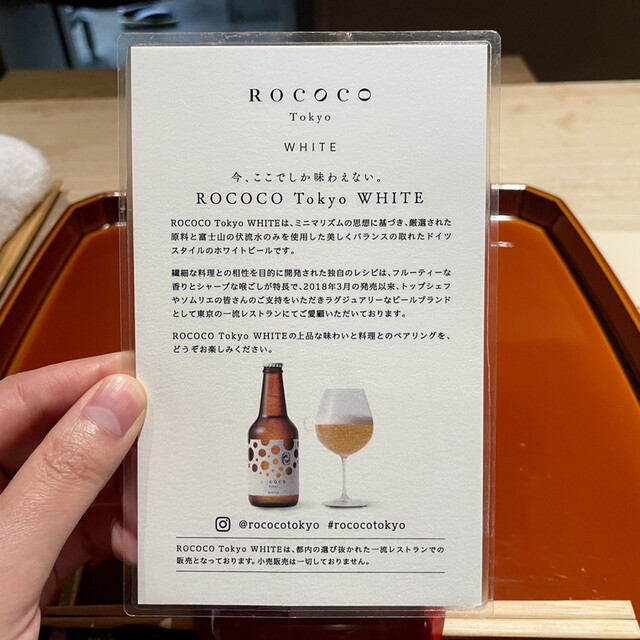 ROCOCO
Tokyo
WHITE
今、ここでしか味わえない。
ROCOCO Tokyo WHITE
ROCOCO Tokyo WHITEは、ミニマリズムの思想に基づき、厳選された
原料と富士山の伏流水のみを使用した美しくバランスの取れたドイツ
スタイルのホワイトビールです。
繊細な料理との相性を目的に開発された独自のレシピは、フルーティーな
香りとシャープな喉ごしが特長で、2018年3月の発売以来、トップシェフ
やソムリエの皆さんのご支持をいただきラグジュアリーなビールブランド
として東京の一流レストランにてご愛顧いただいております。
ROCOCO Tokyo WHITEの上品な味わいと料理とのペアリングを、
どうぞお楽しみください。
ROCOCO
Tokyo
WHITE
@rococotokyo #rococotokyo
ROCOCO Tokyo WHITEは、都内の選び抜かれた一流レストランでの
販売となっております。小売販売は一切しておりません。